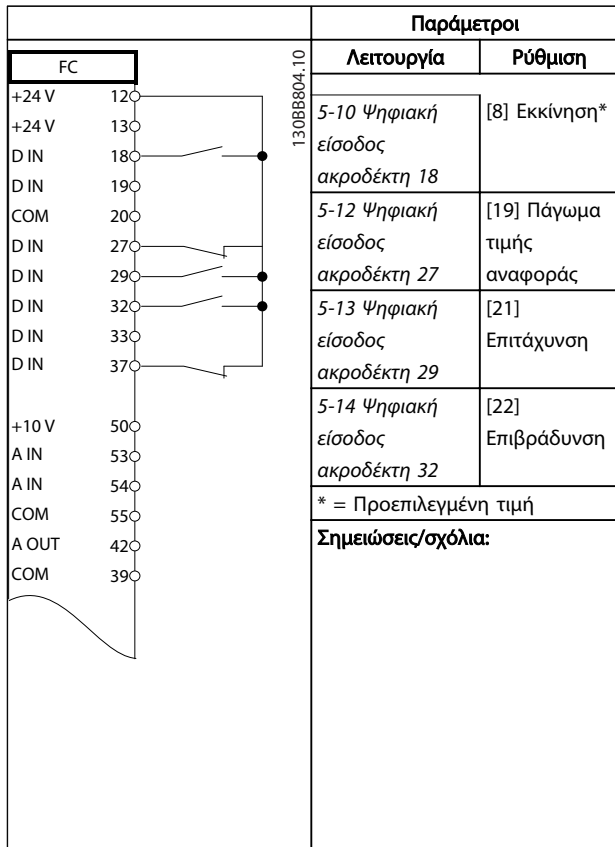 Παράμετροι
FC
Λειτουργία Ρύθμιση
130BB804.10
+24 V 12
+24 V 13
D IN 18
D IN 19
COM 20
D IN 27
D IN 29
D IN 32
D IN 33
D IN 37
+10 V 50
A IN 53
A IN 54
COM 55
A OUT 42
COM 39
5-10 Ψηφιακή [8] Εκκίνηση*
είσοδος
ακροδέκτη 18
5-12 Ψηφιακή [19] Πάγωμα
είσοδος τιμής
ακροδέκτη 27 αναφοράς
5-13 Ψηφιακή [21]
είσοδος Επιτάχυνση
ακροδέκτη 29
5-14 Ψηφιακή [22]
είσοδος Επιβράδυνση
ακροδέκτη 32
* = Προεπιλεγμένη τιμή
Σημειώσεις/σχόλια: